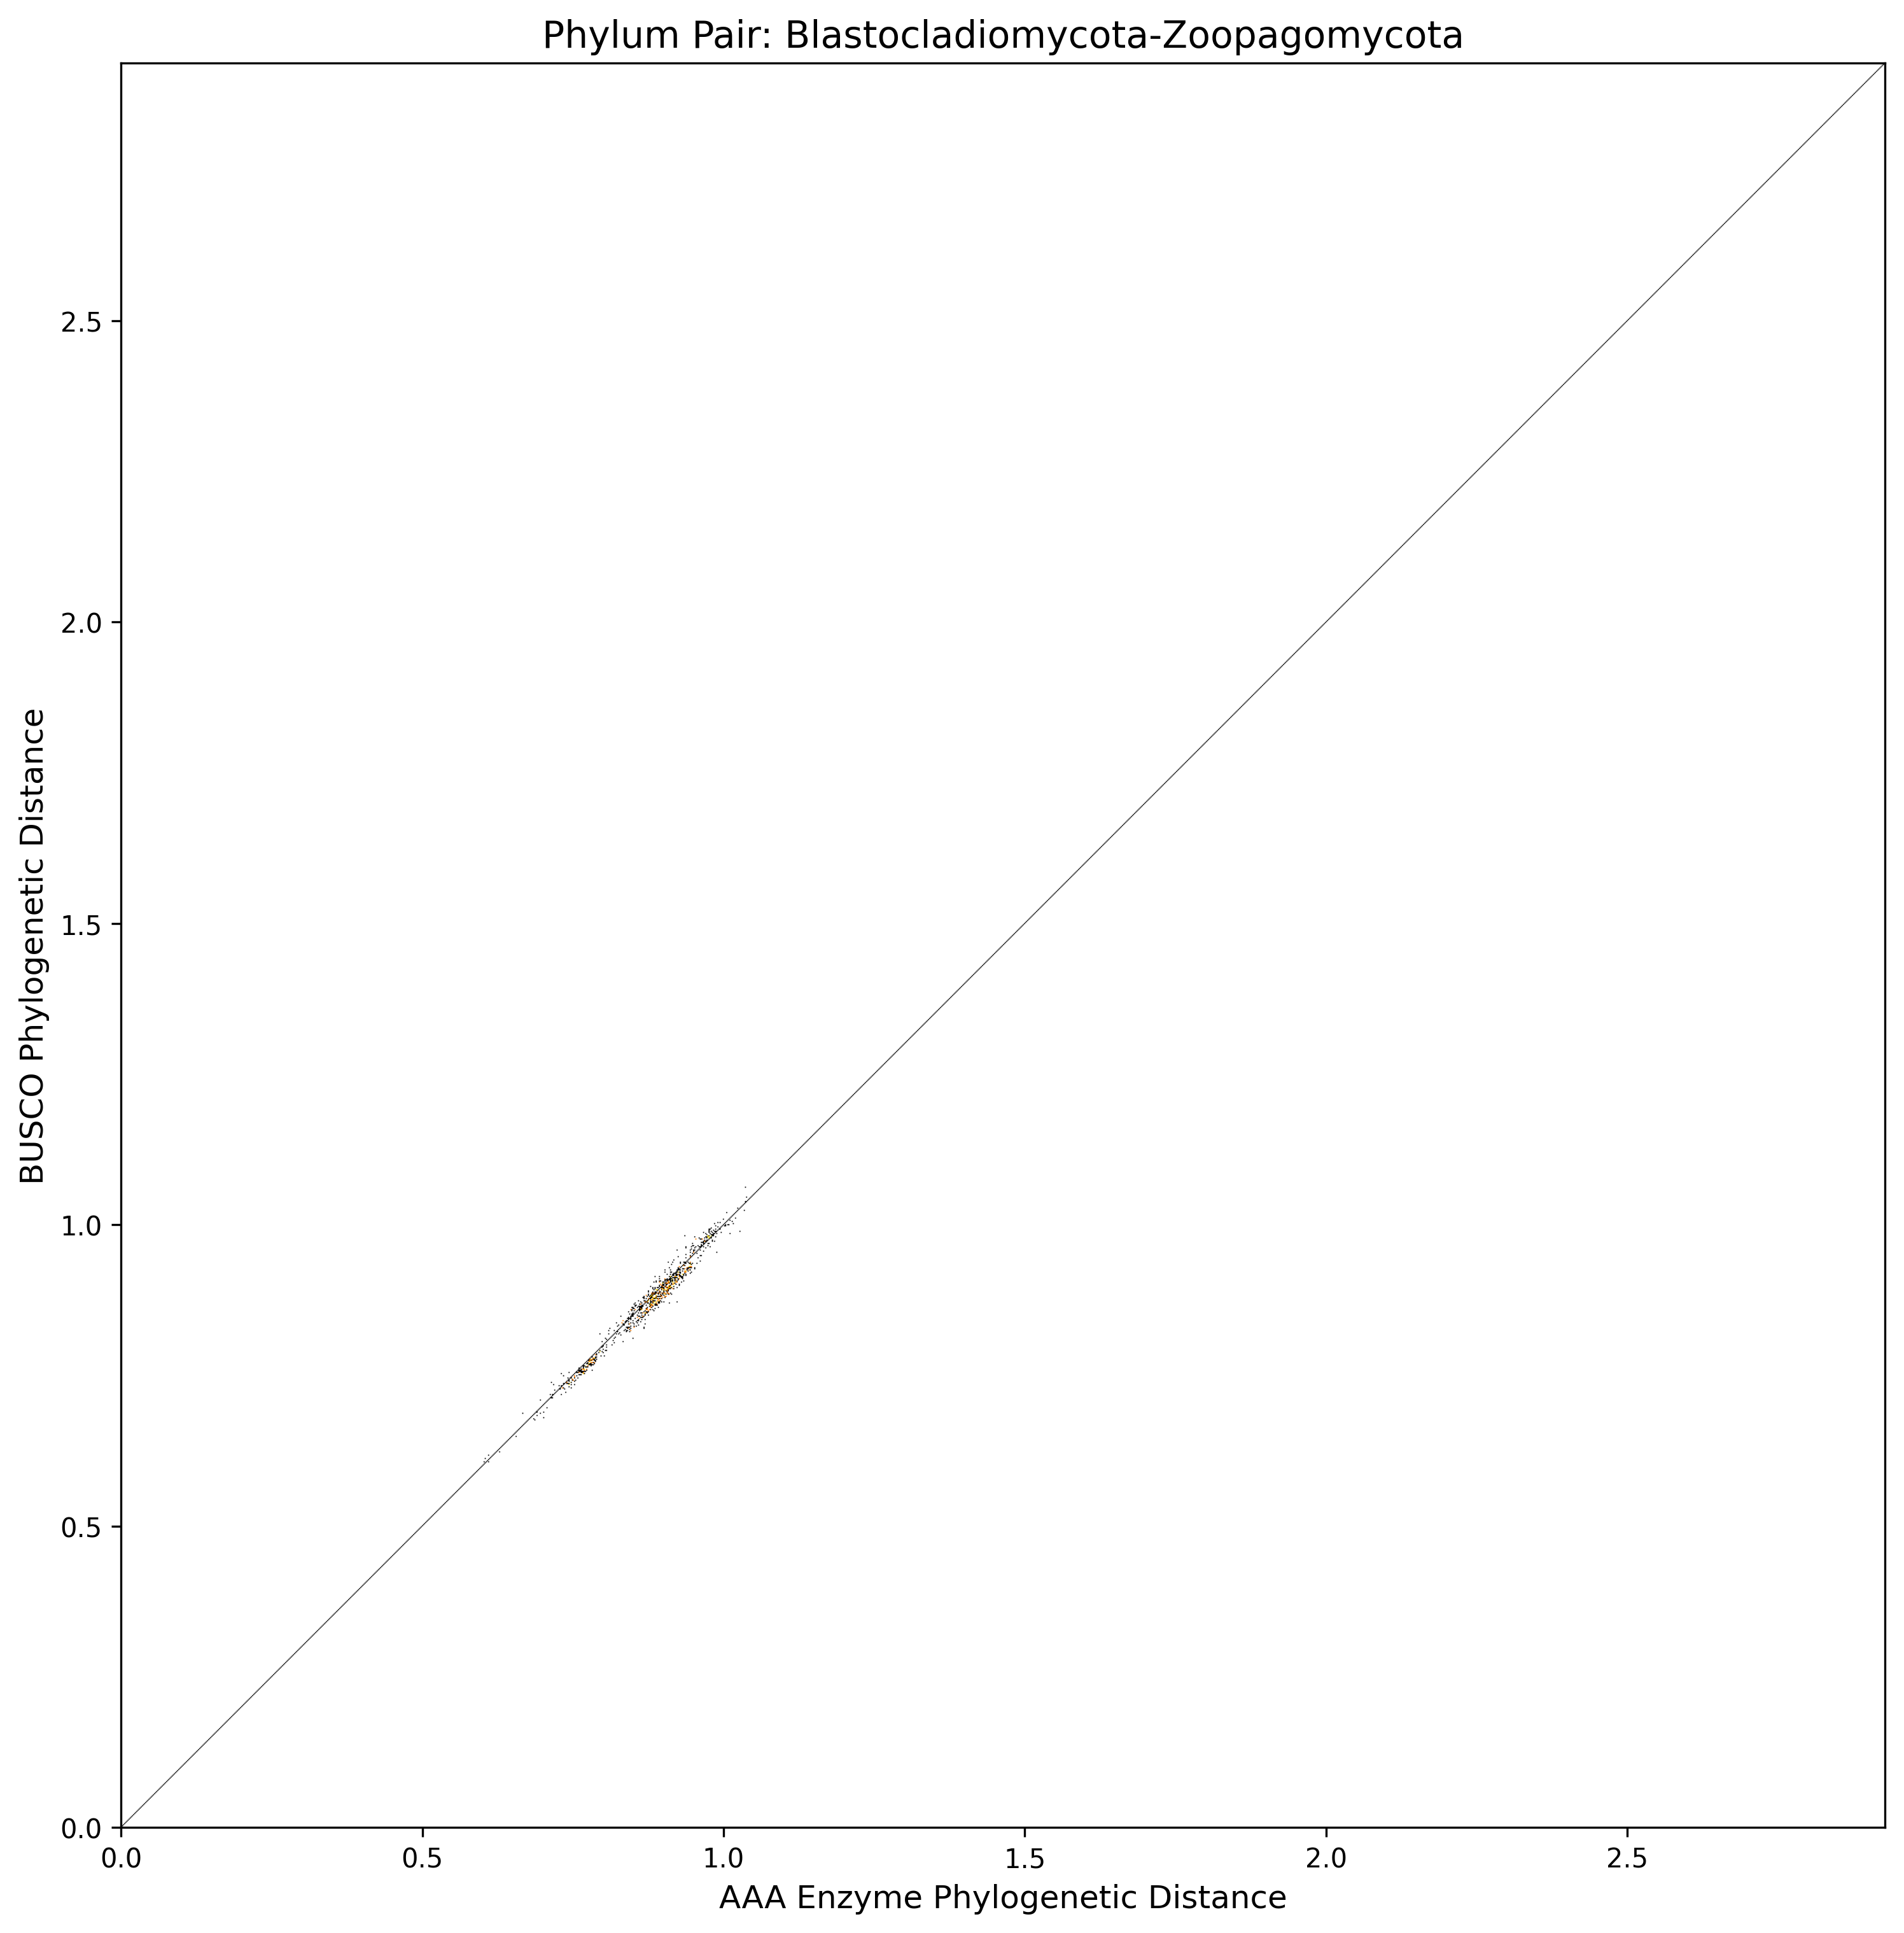 Phylum Pair: Blastocladiomycota-Zoopagomycota
BUSCO Phylogenetic Distance
2.5
2.0
1.5
1.0
0.5
0.0
0.0 0.5 1.0 1.5 2.0 2.5
AAA Enzyme Phylogenetic Distance